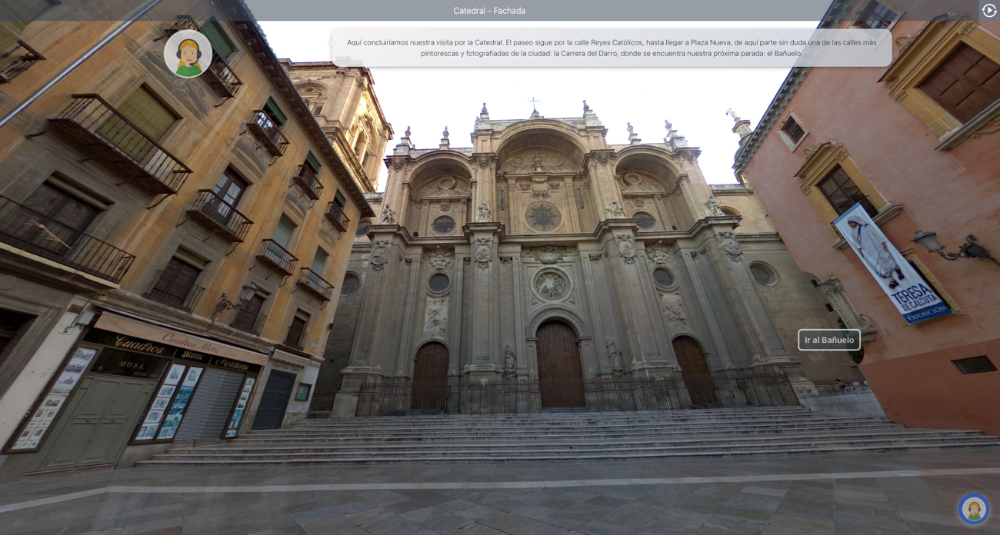 Catedral - Fachada
Aquí concluiríamos nuestra visita por la Catedral. El paseo sigue por la calle Reyes Católicos, hasta llegar a Plaza Nueva, de aquí parte sin duda una de las calles más
pintorescas y fotografiadas de la ciudad: la Carrera del Darro, donde se encuentra nuestra próxima parada: el Bañuelo.
TERESA
DE CALCUTA
EXPOSICIÓN
Ir al Bañuelo
Cuadros Mora
Cuadros Mora Molduras
MORA